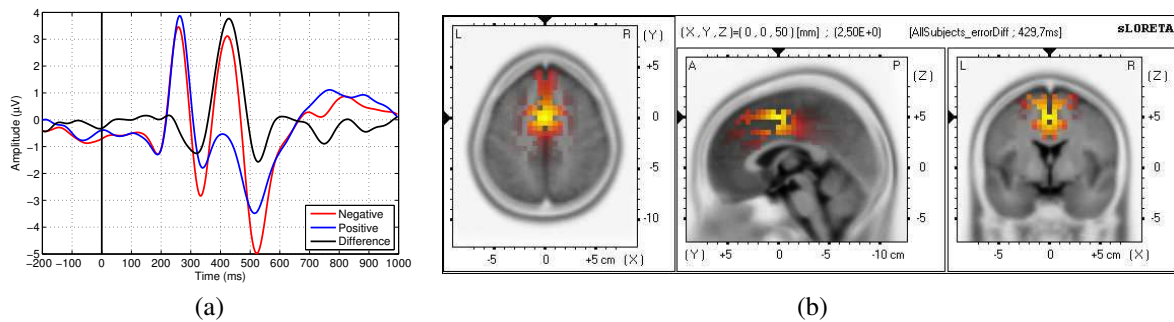 4
3
2
1
0
−1
−2
−3
−4
−5
Amplitude (µV)
−200 −100 0 100 200 300 400 500 600 700 800 900 1000
Time (ms)
Negative
Positive
Difference
(a)
(X,Y,Z)=(0,0,50)[mm] ; (2,50E+0) [AllSubjects_errorDiff ; 429,7ms] sLORETA
L R (Y)
+5
0
-5
-10
-5 0 +5 cm (X)
A P (Z)
+5
0
-5
(Y) +5 0 -5 -10 cm
L R (Z)
+5
0
-5
-5 0 +5 cm (X)
(b)